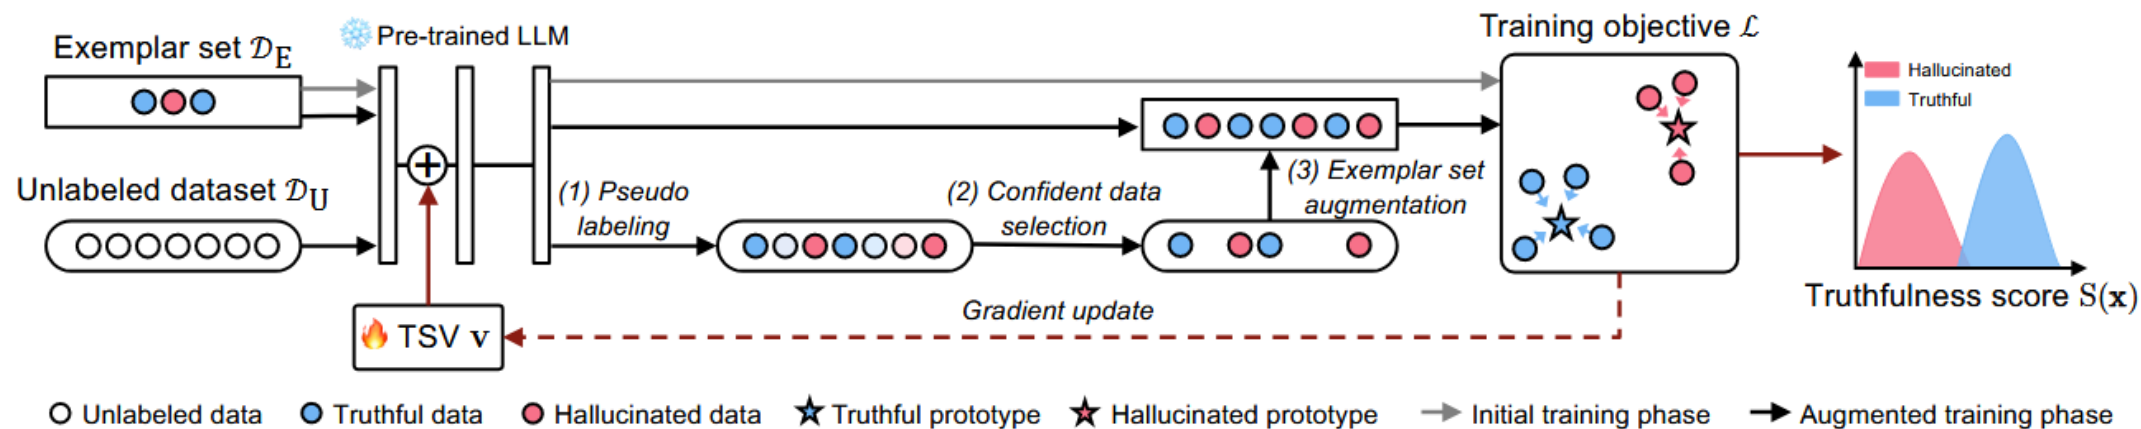 Exemplar set 𝒟E
Pre-trained LLM
Training objective ℒ
Hallucinated
Truthful
Unlabeled dataset 𝒟U
(1) Pseudo
labeling
(2) Confident data
selection
(3) Exemplar set
augmentation
Truthfulness score S(x)
Gradient update
TSV v
Unlabeled data
Truthful data
Hallucinated data
Truthful prototype
Hallucinated prototype
Initial training phase
Augmented training phase